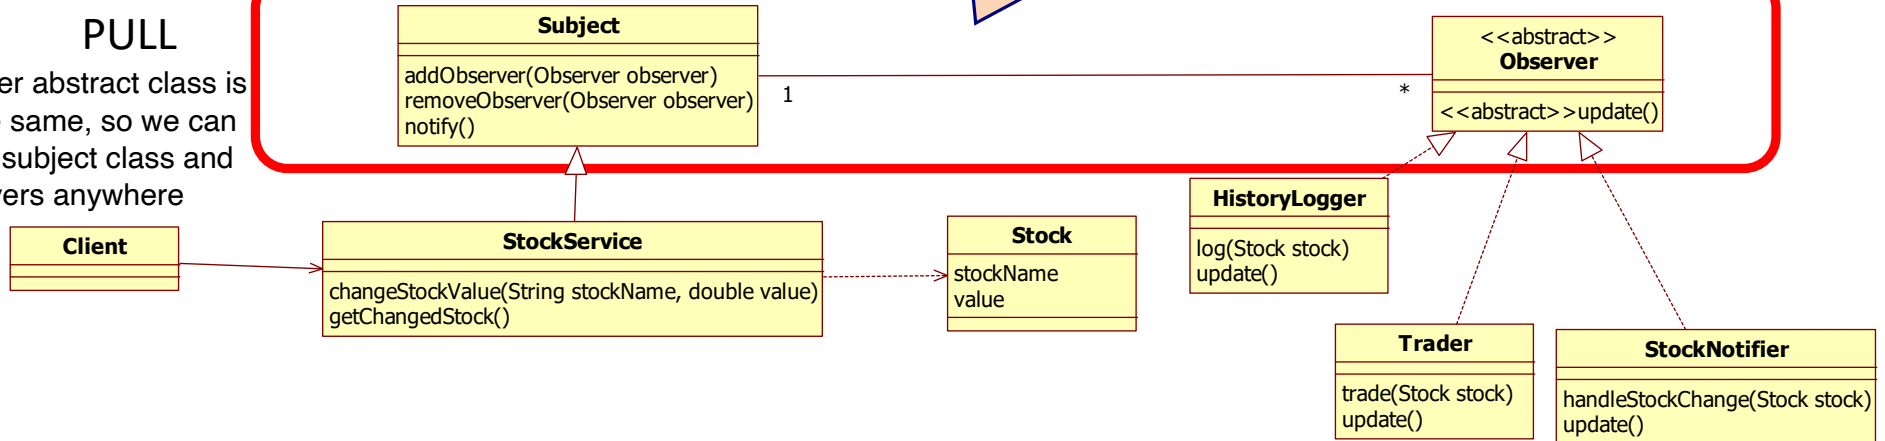 PULL
er abstract class is
same, so we can
subject class and
vers anywhere
Subject
addObserver(Observer observer)
removeObserver(Observer observer)
notify()
1
*
<<abstract>>
Observer
<<abstract>>update()
Client
StockService
changeStockValue(String stockName, double value)
getChangedStock()
Stock
stockName
value
HistoryLogger
log(Stock stock)
update()
Trader
trade(Stock stock)
update()
StockNotifier
handleStockChange(Stock stock)
update()